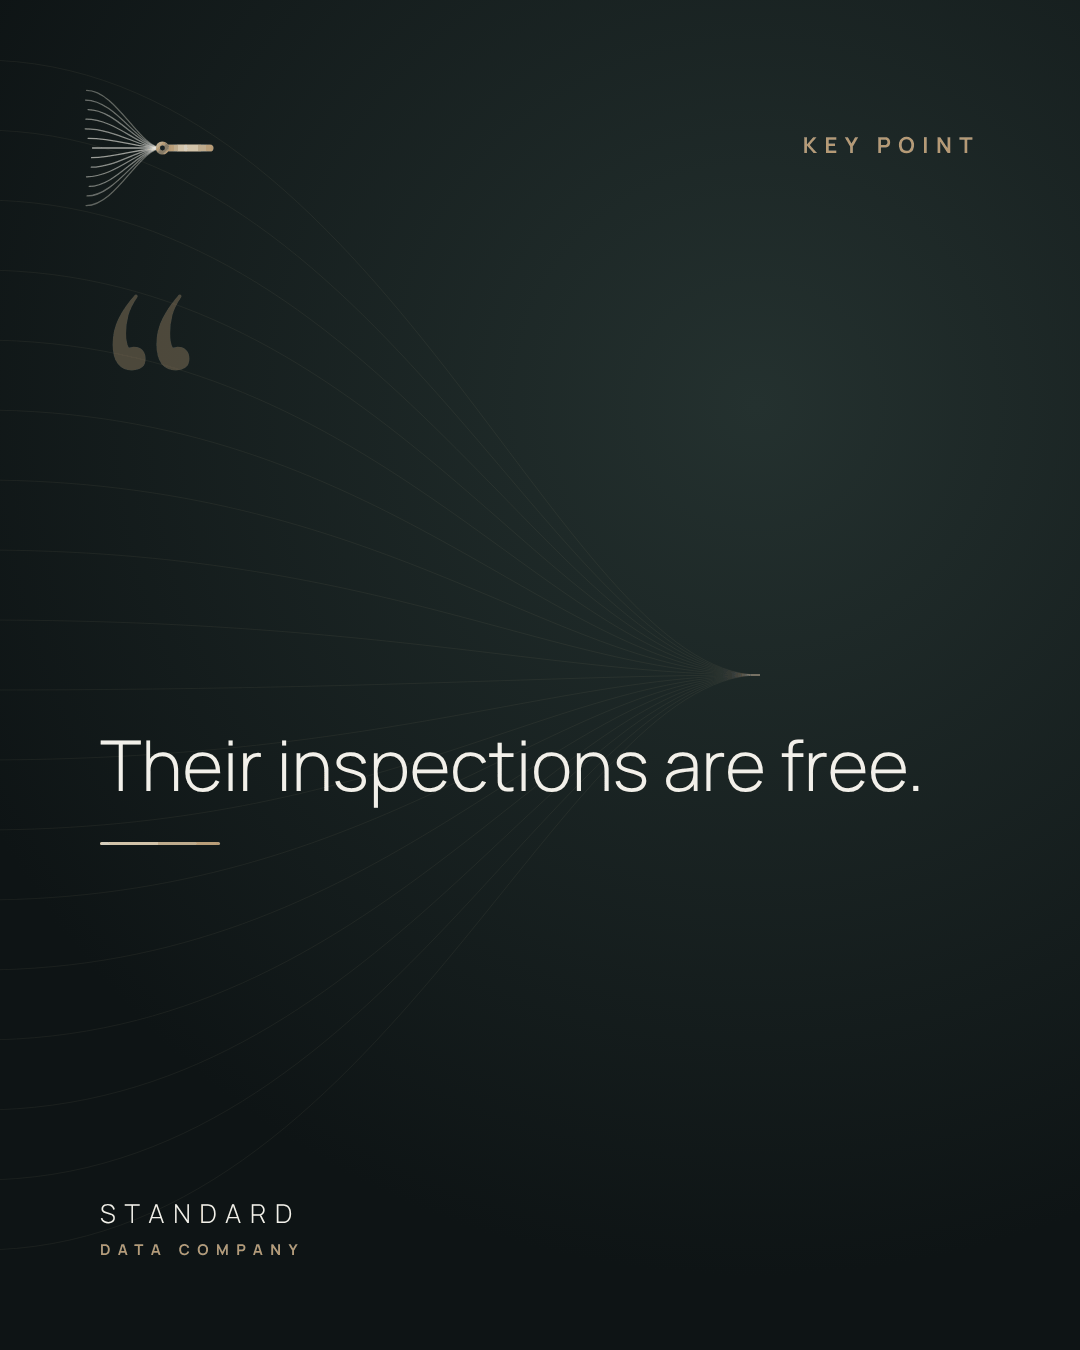 KEY POINT
“
Their inspections are free.
STANDARD
DATA COMPANY